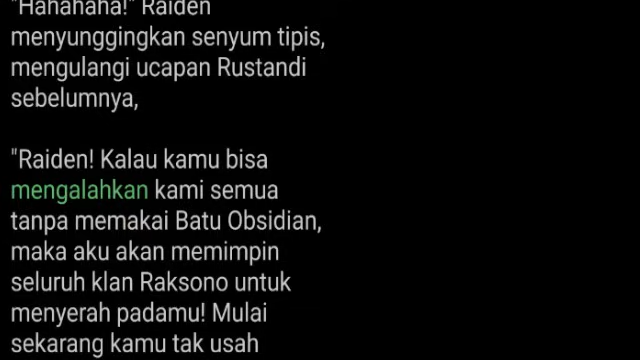 "Hahahaha!" Raiden
menyunggingkan senyum tipis,
mengulangi ucapan Rustandi
sebelumnya,
"Raiden! Kalau kamu bisa
mengalahkan kami semua
tanpa memakai Batu Obsidian,
maka aku akan memimpin
seluruh klan Raksono untuk
menyerah padamu! Mulai
sekarang kamu tak usah